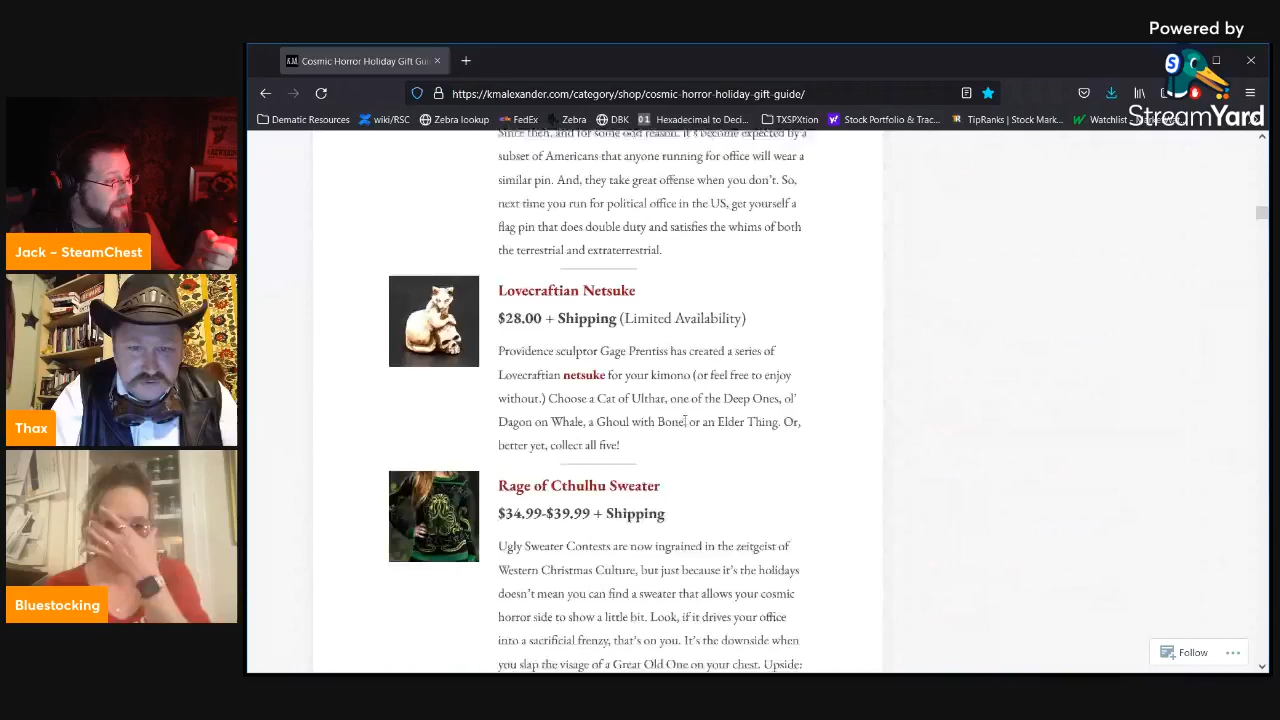 Powered by
StreamYard
Cosmic Horror Holiday Gift Gui
https://kmalexander.com/category/shop/cosmic-horror-holiday-gift-guide/
Dematic Resources
wiki/RSC
Zebra lookup
FedEx
Zebra
DBK
Hexadecimal to Deci...
TXSPXtion
Stock Portfolio & Trac...
TipRanks | Stock Mark...
Since then, and for some odd reason, it's become expected by a
subset of Americans that anyone running for office will wear a
similar pin. And, they take great offense when you don't. So,
next time you run for political office in the US, get yourself a
flag pin that does double duty and satisfies the whims of both
the terrestrial and extraterrestrial.
Lovecraftian Netsuke
$28.00 + Shipping (Limited Availability)
Providence sculptor Gage Prentiss has created a series of
Lovecraftian netsuke for your kimono (or feel free to enjoy
without.) Choose a Cat of Ulthar, one of the Deep Ones, ol'
Dagon on Whale, a Ghoul with Bone, or an Elder Thing. Or,
better yet, collect all five!
Rage of Cthulhu Sweater
$34.99-$39.99 + Shipping
Ugly Sweater Contests are now ingrained in the zeitgeist of
Western Christmas Culture, but just because it's the holidays
doesn't mean you can find a sweater that allows your cosmic
horror side to show a little bit. Look, if it drives your office
into a sacrificial frenzy, that's on you. It's the downside when
you slap the visage of a Great Old One on your chest. Upside:
Follow
Jack - SteamChest
Thax
Bluestocking